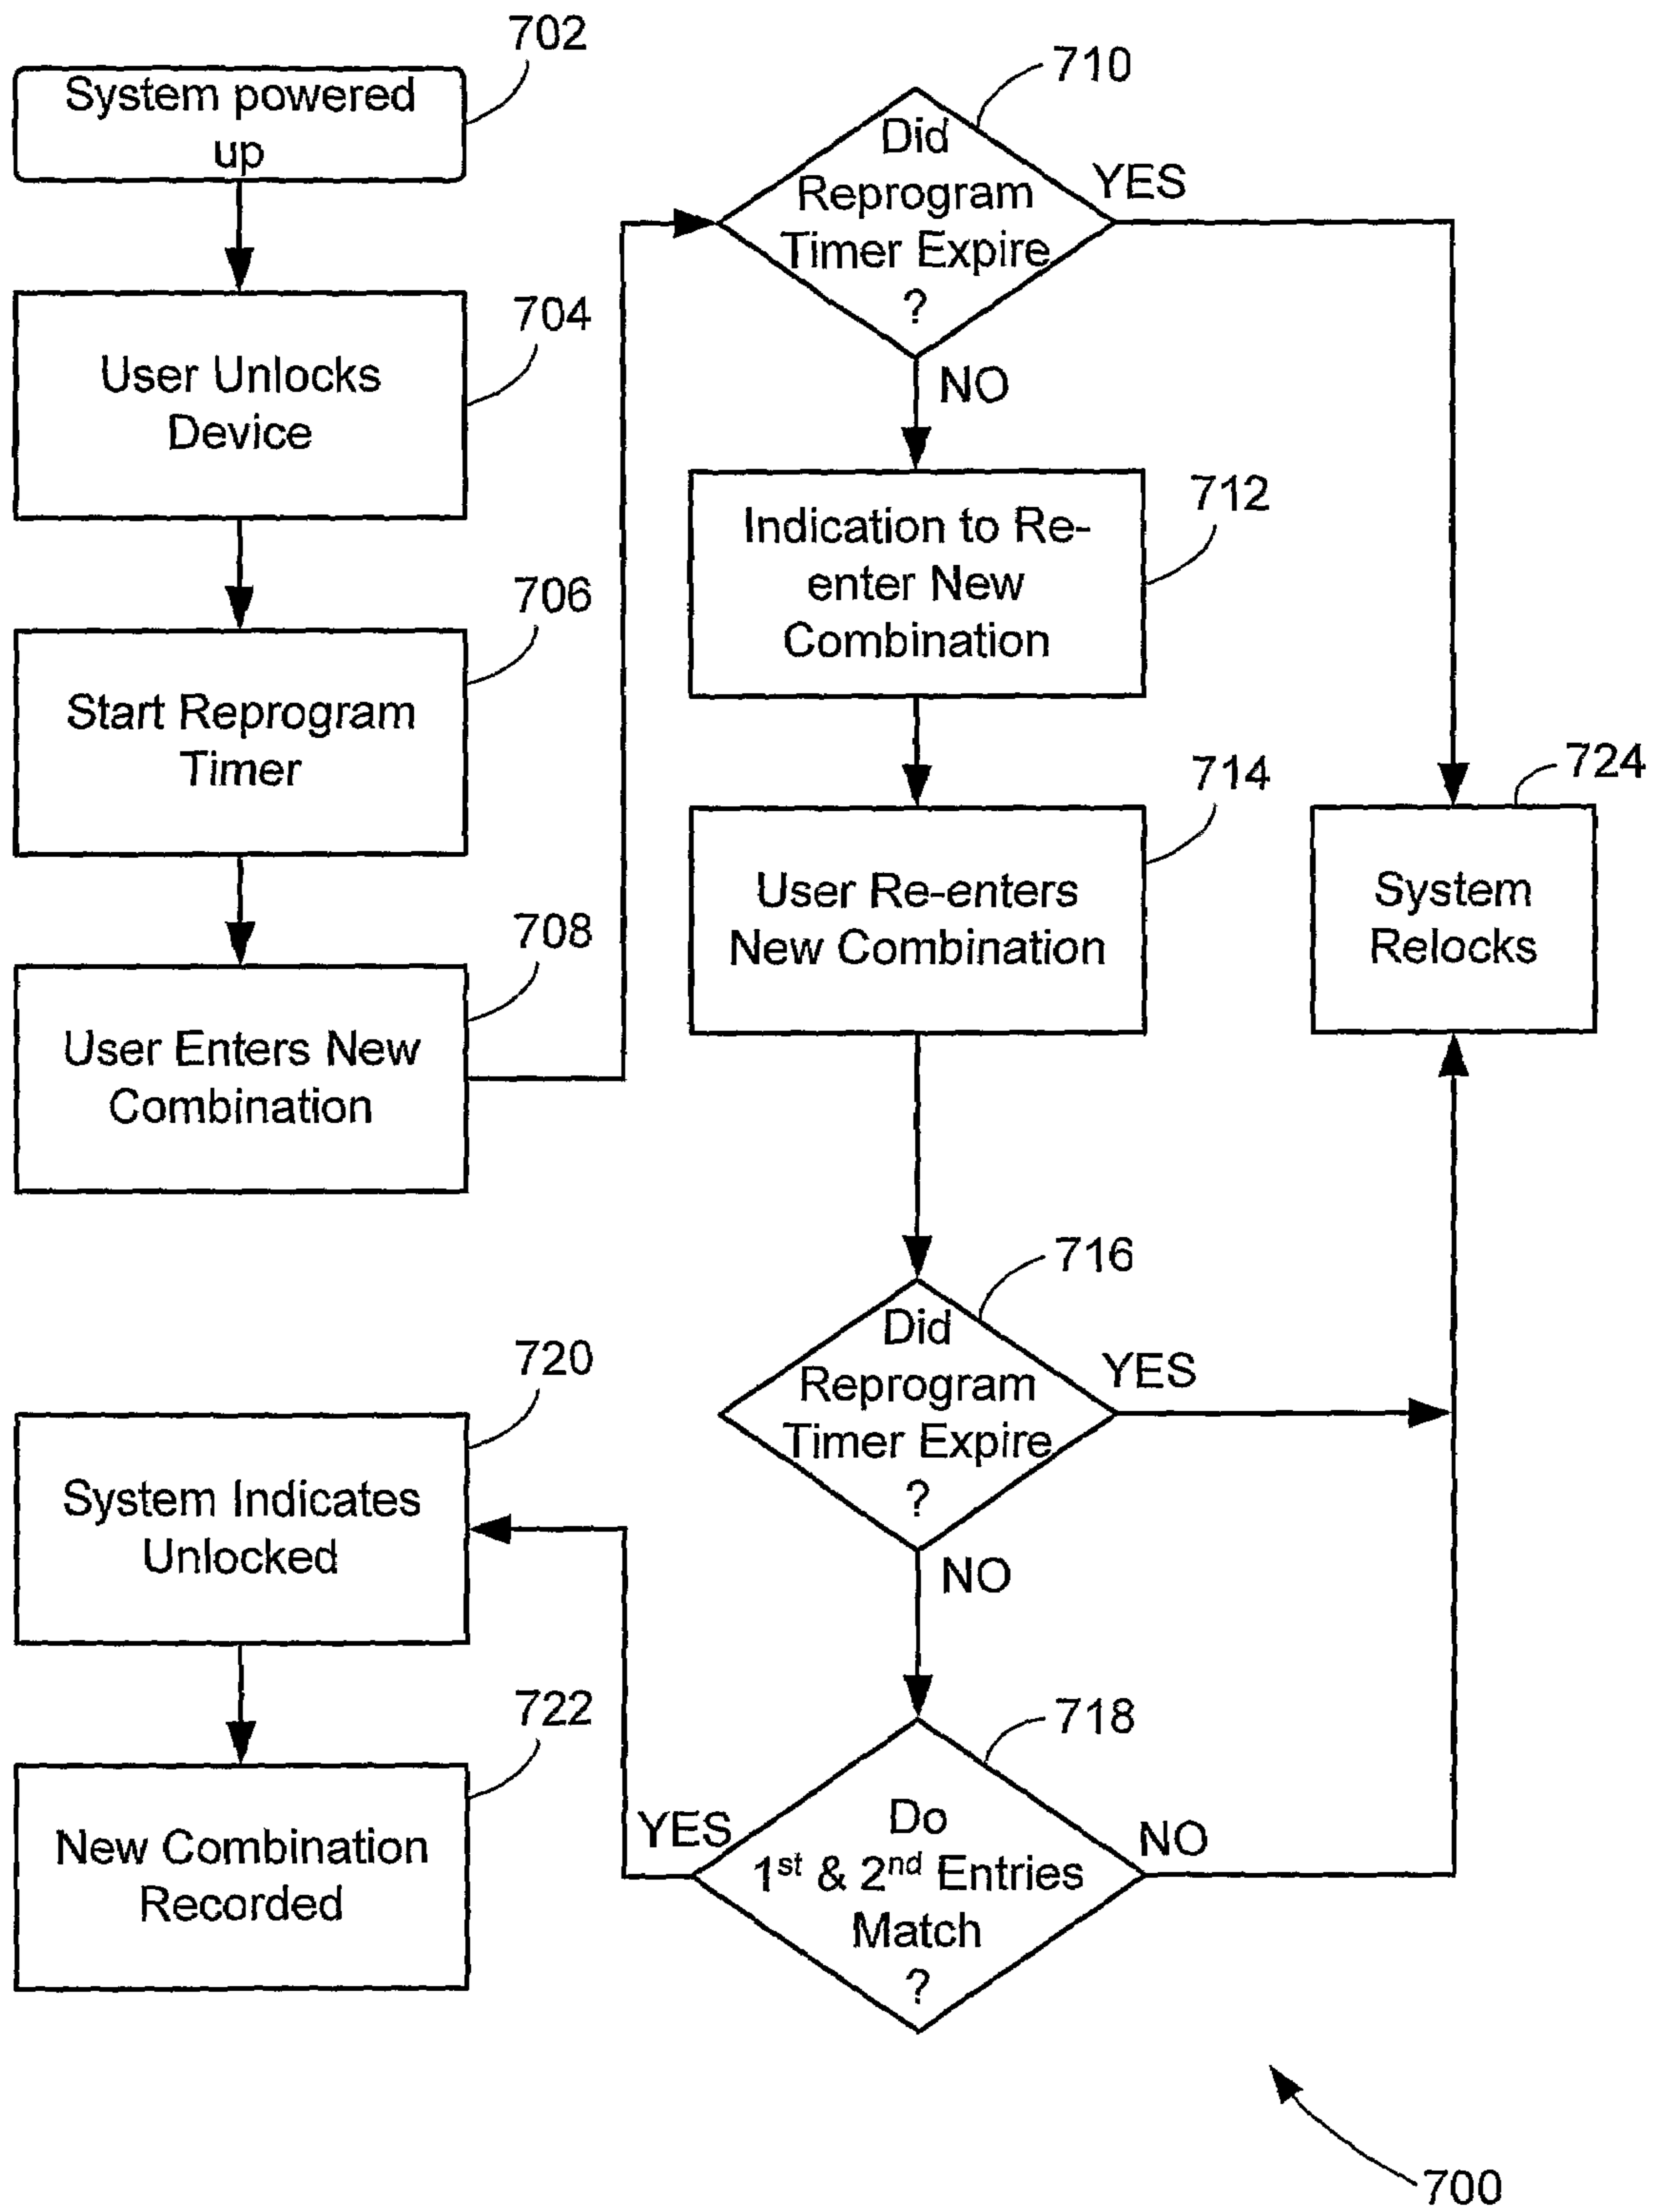 702
System powered
up
704
User Unlocks
Device
706
Start Reprogram
Timer
708
User Enters New
Combination
710
Did
Reprogram
Timer Expire
?
YES
NO
712
Indication to Re-
enter New
Combination
714
User Re-enters
New Combination
724
System
Relocks
716
Did
Reprogram
Timer Expire
?
YES
NO
718
Do
1st & 2nd Entries
Match
?
YES
NO
720
System Indicates
Unlocked
722
New Combination
Recorded
700